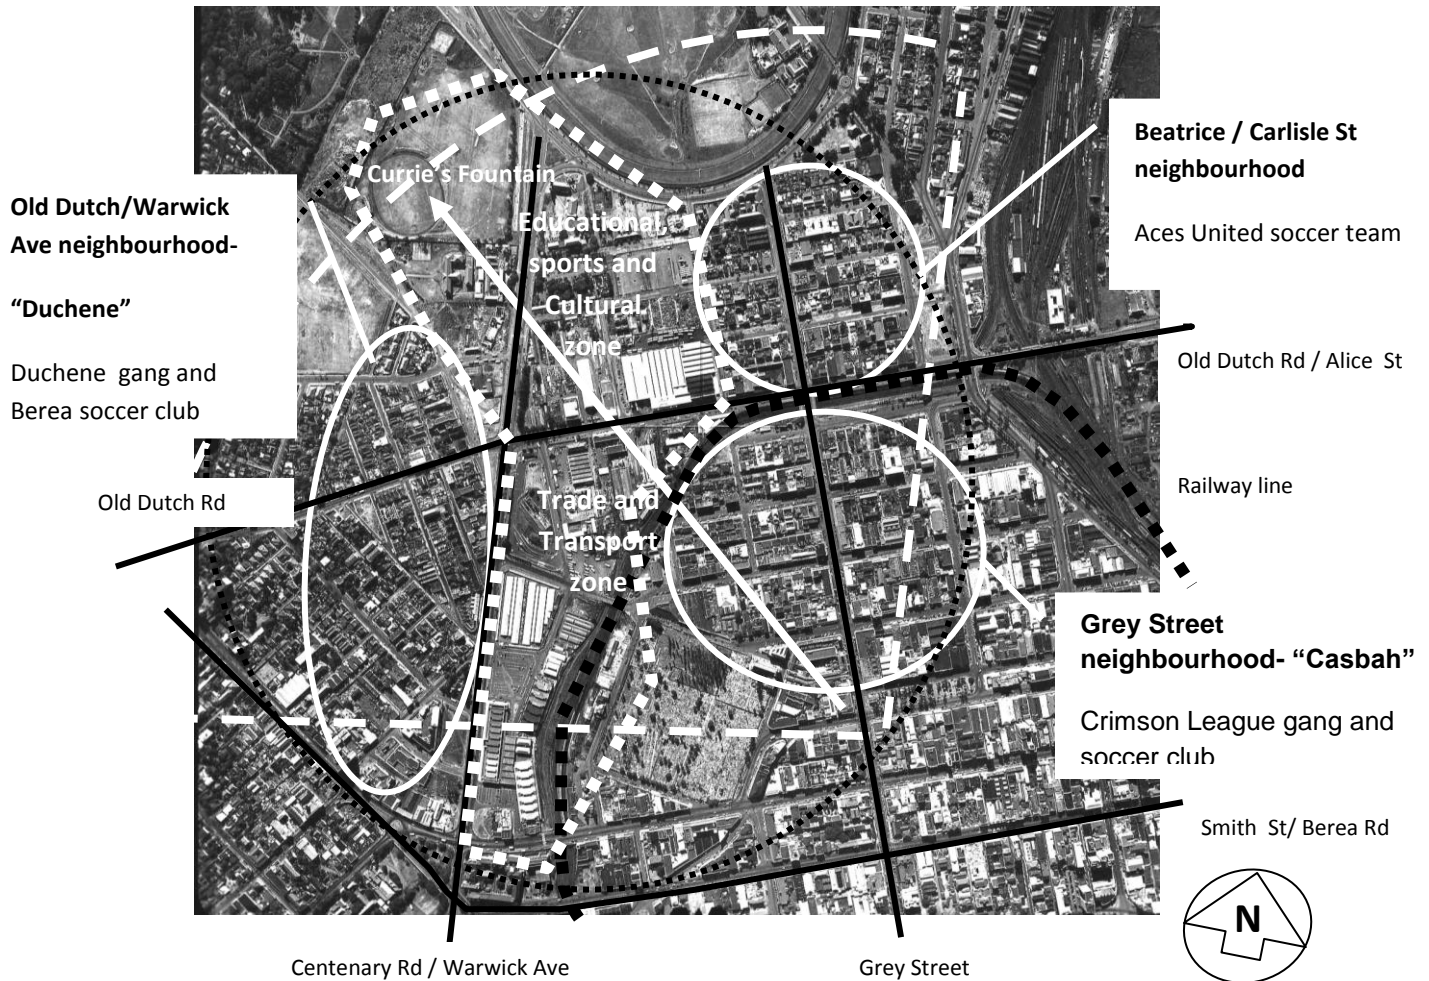 Beatrice / Carlisle St
neighbourhood
Aces United soccer team
Currie's Fountain
Educational,
sports and
Cultural
zone
Old Dutch/Warwick
Ave neighbourhood-
“Duchene”
Duchene gang and
Berea soccer club
Old Dutch Rd / Alice St
Railway line
Old Dutch Rd
Trade and
Transport
zone
Grey Street
neighbourhood- “Casbah”
Crimson League gang and
soccer club
Smith St/ Berea Rd
N
Centenary Rd / Warwick Ave
Grey Street